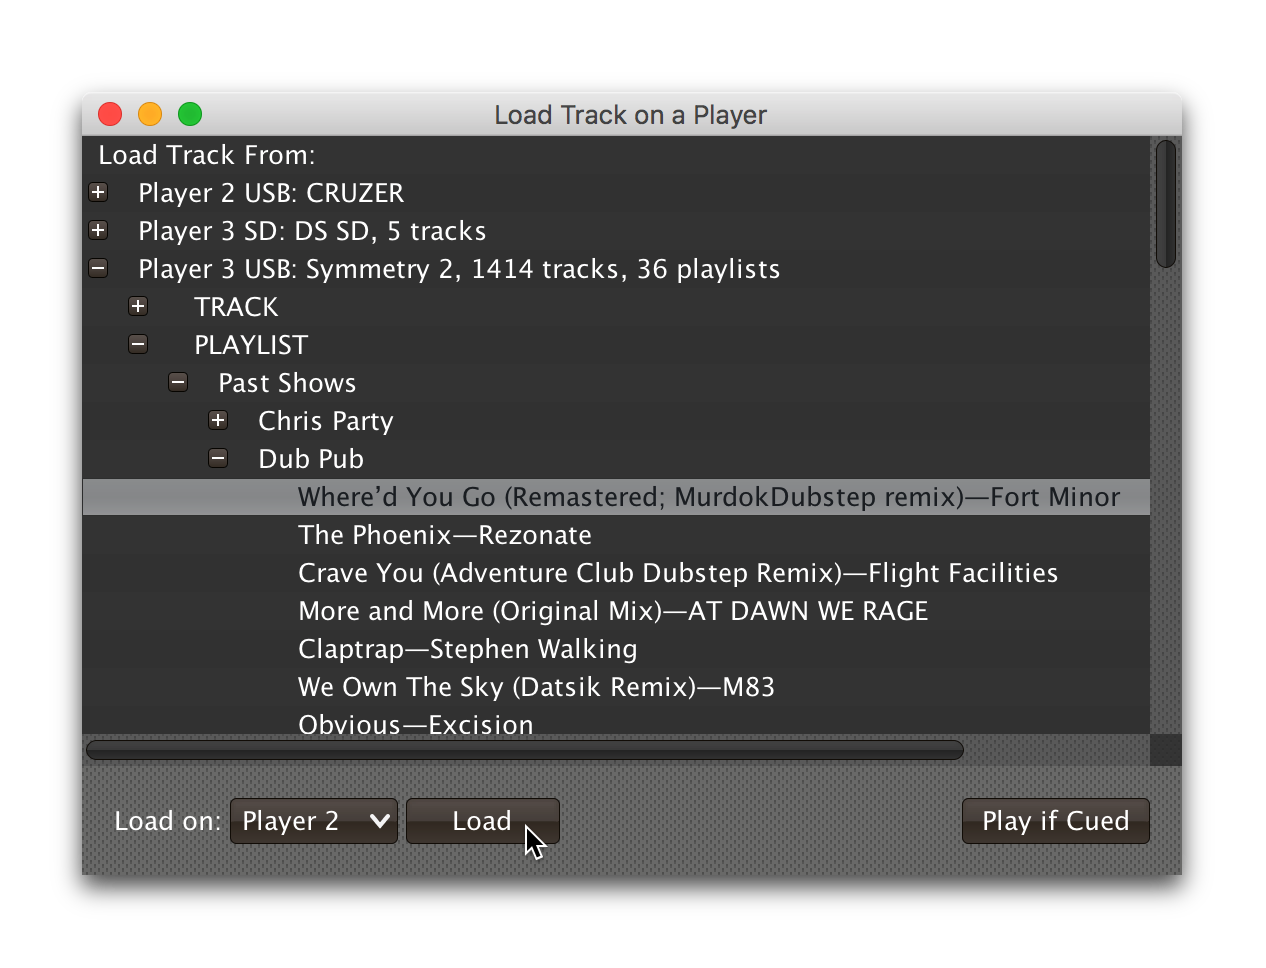 Load Track on a Player
Load Track From:
Player 2 USB: CRUZER
Player 3 SD: DS SD, 5 tracks
Player 3 USB: Symmetry 2, 1414 tracks, 36 playlists
TRACK
PLAYLIST
Past Shows
Chris Party
Dub Pub
Where’d You Go (Remastered; MurdokDubstep remix)—Fort Minor
The Phoenix—Rezonate
Crave You (Adventure Club Dubstep Remix)—Flight Facilities
More and More (Original Mix)—AT DAWN WE RAGE
Claptrap—Stephen Walking
We Own The Sky (Datsik Remix)—M83
Obvious—Excision
Load on: Player 2 Load Play if Cued